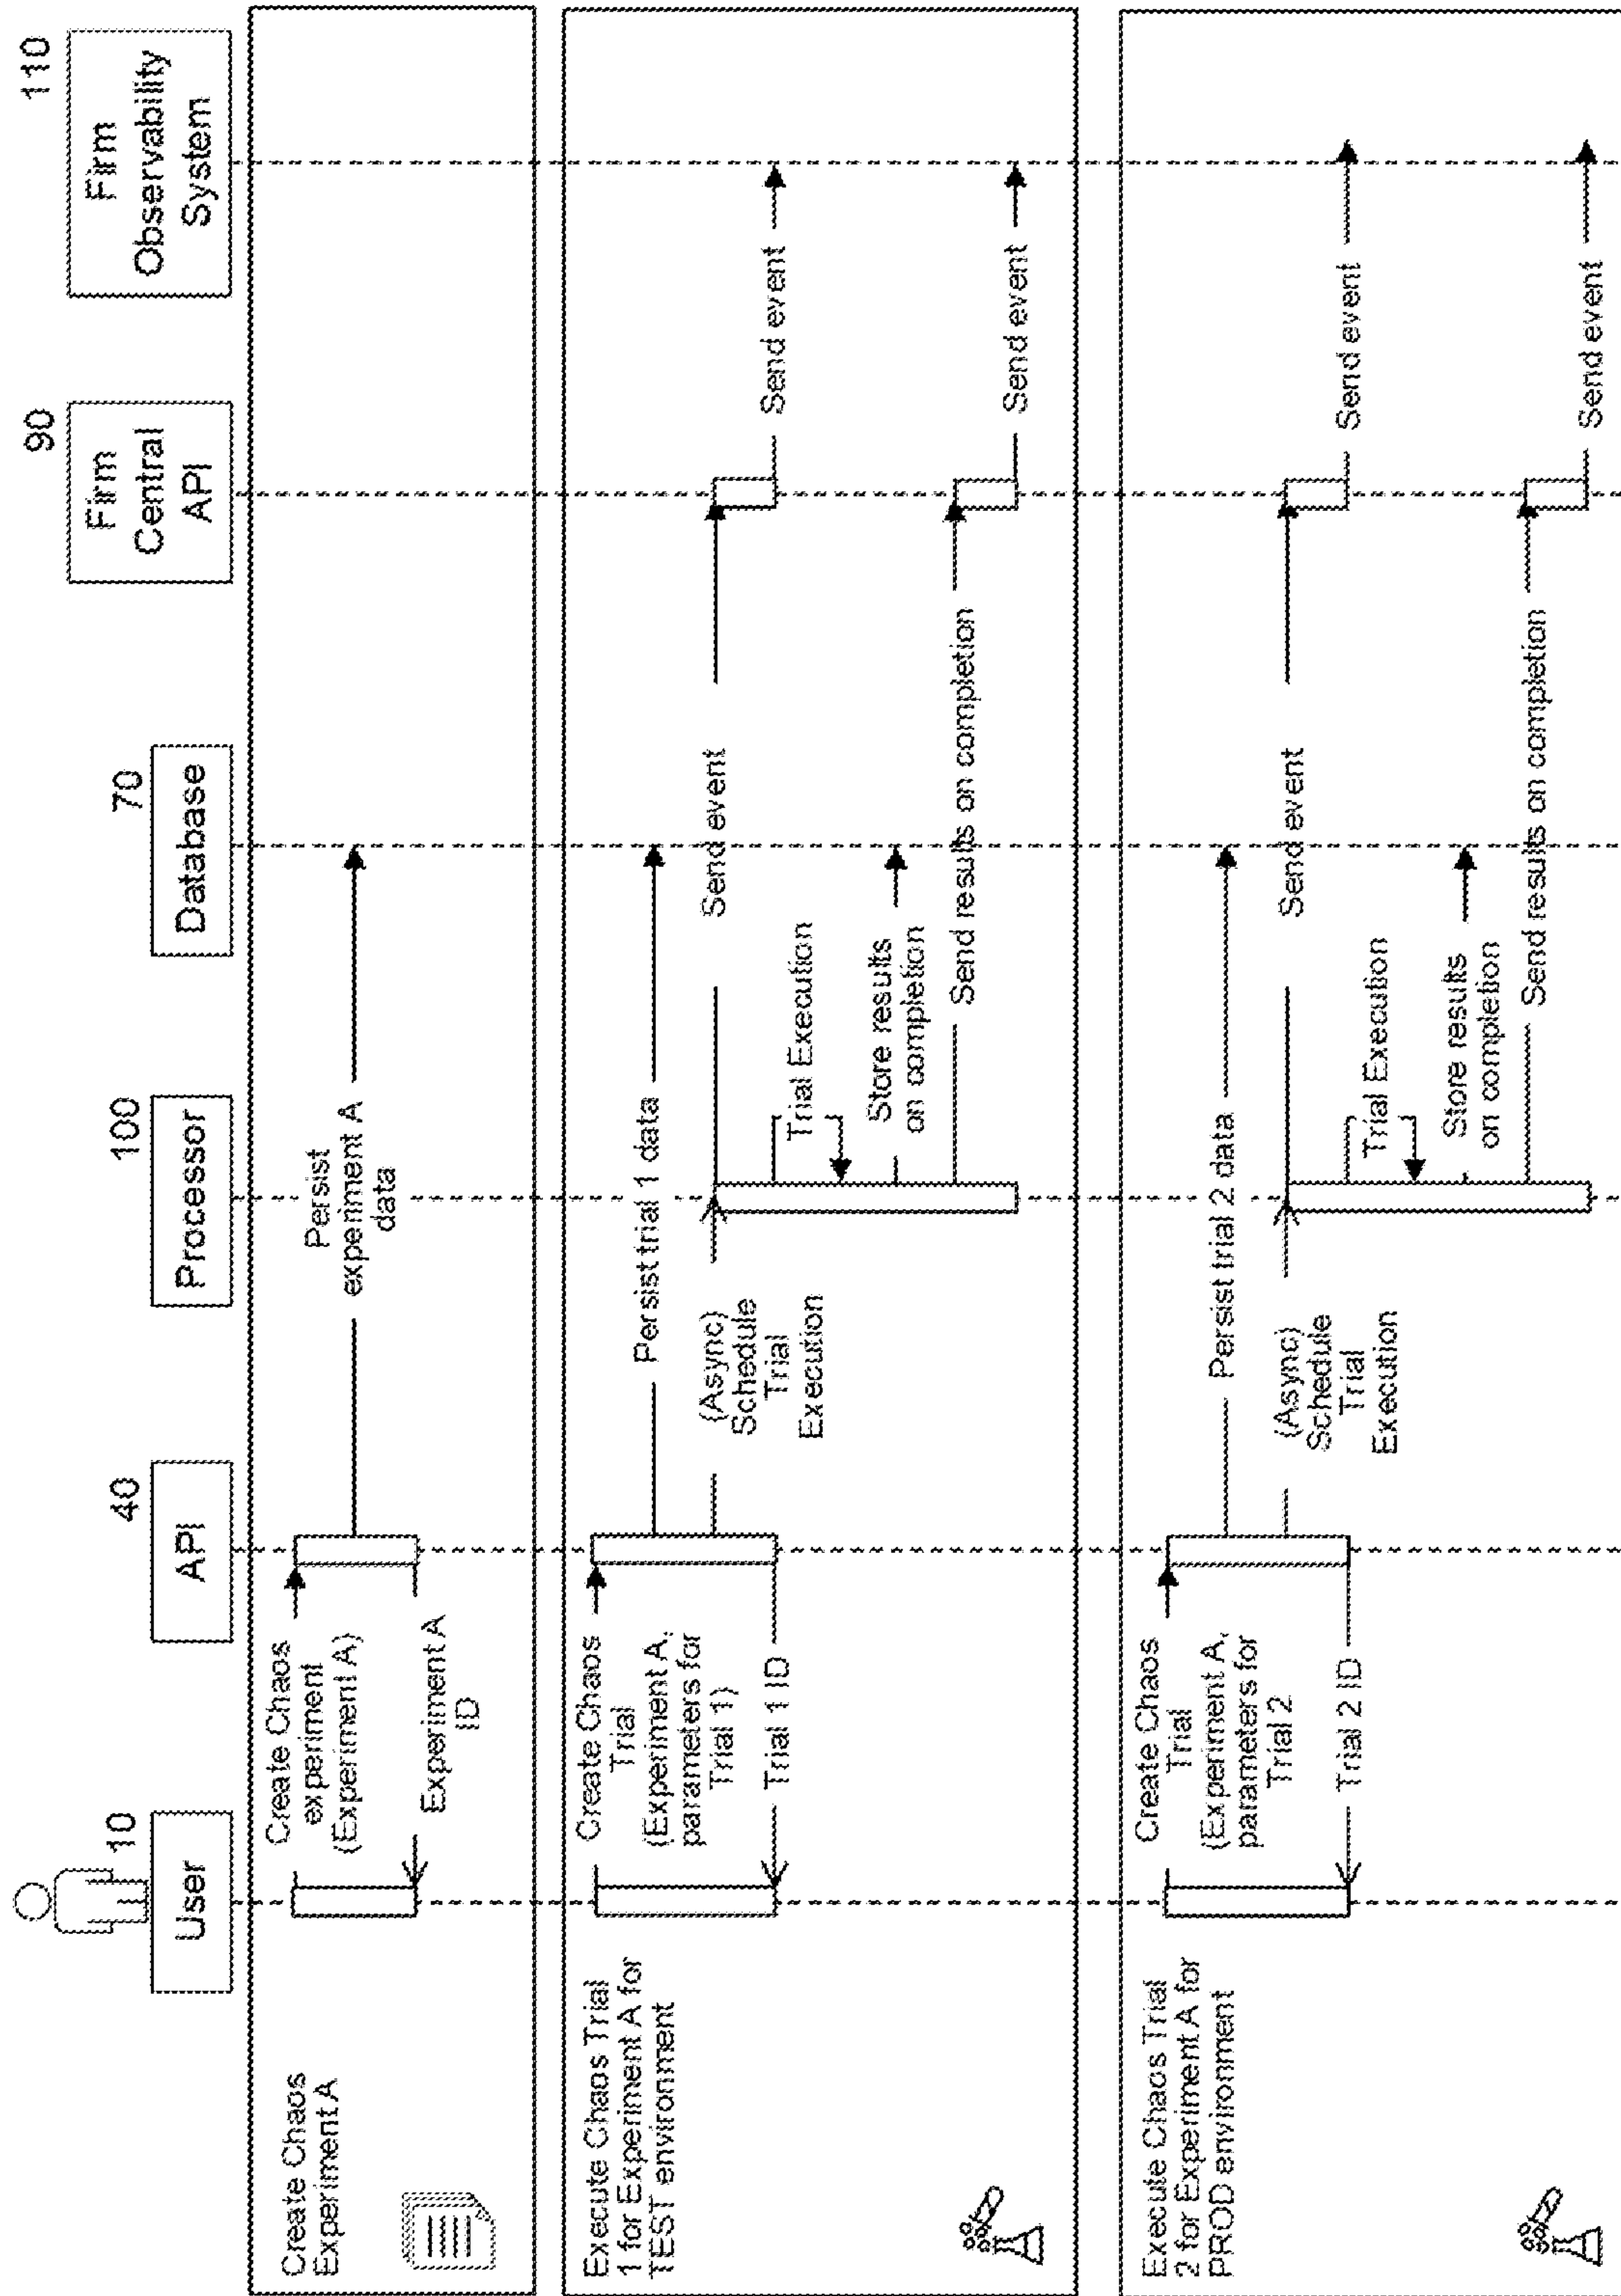 10
User
40
API
100
Processor
70
Database
90
Firm
Central
API
110
Firm
Observability
System
Create Chaos
Experiment A
Create Chaos
experiment
(Experiment A)
Experiment A
ID
Persist
experiment A
data
Execute Chaos Trial
1 for Experiment A for
TEST environment
Create Chaos
Trial
(Experiment A,
parameters for
Trial 1)
Trial 1 ID
Persist trial 1 data
(Async)
Schedule
Trial
Execution
Send event
Send event
Trial Execution
Store results
on completion
Send results on completion
Send event
Execute Chaos Trial
2 for Experiment A for
PROD environment
Create Chaos
Trial
(Experiment A,
parameters for
Trial 2
Trial 2 ID
Persist trial 2 data
(Async)
Schedule
Trial
Execution
Send event
Send event
Trial Execution
Store results
on completion
Send results on completion
Send event